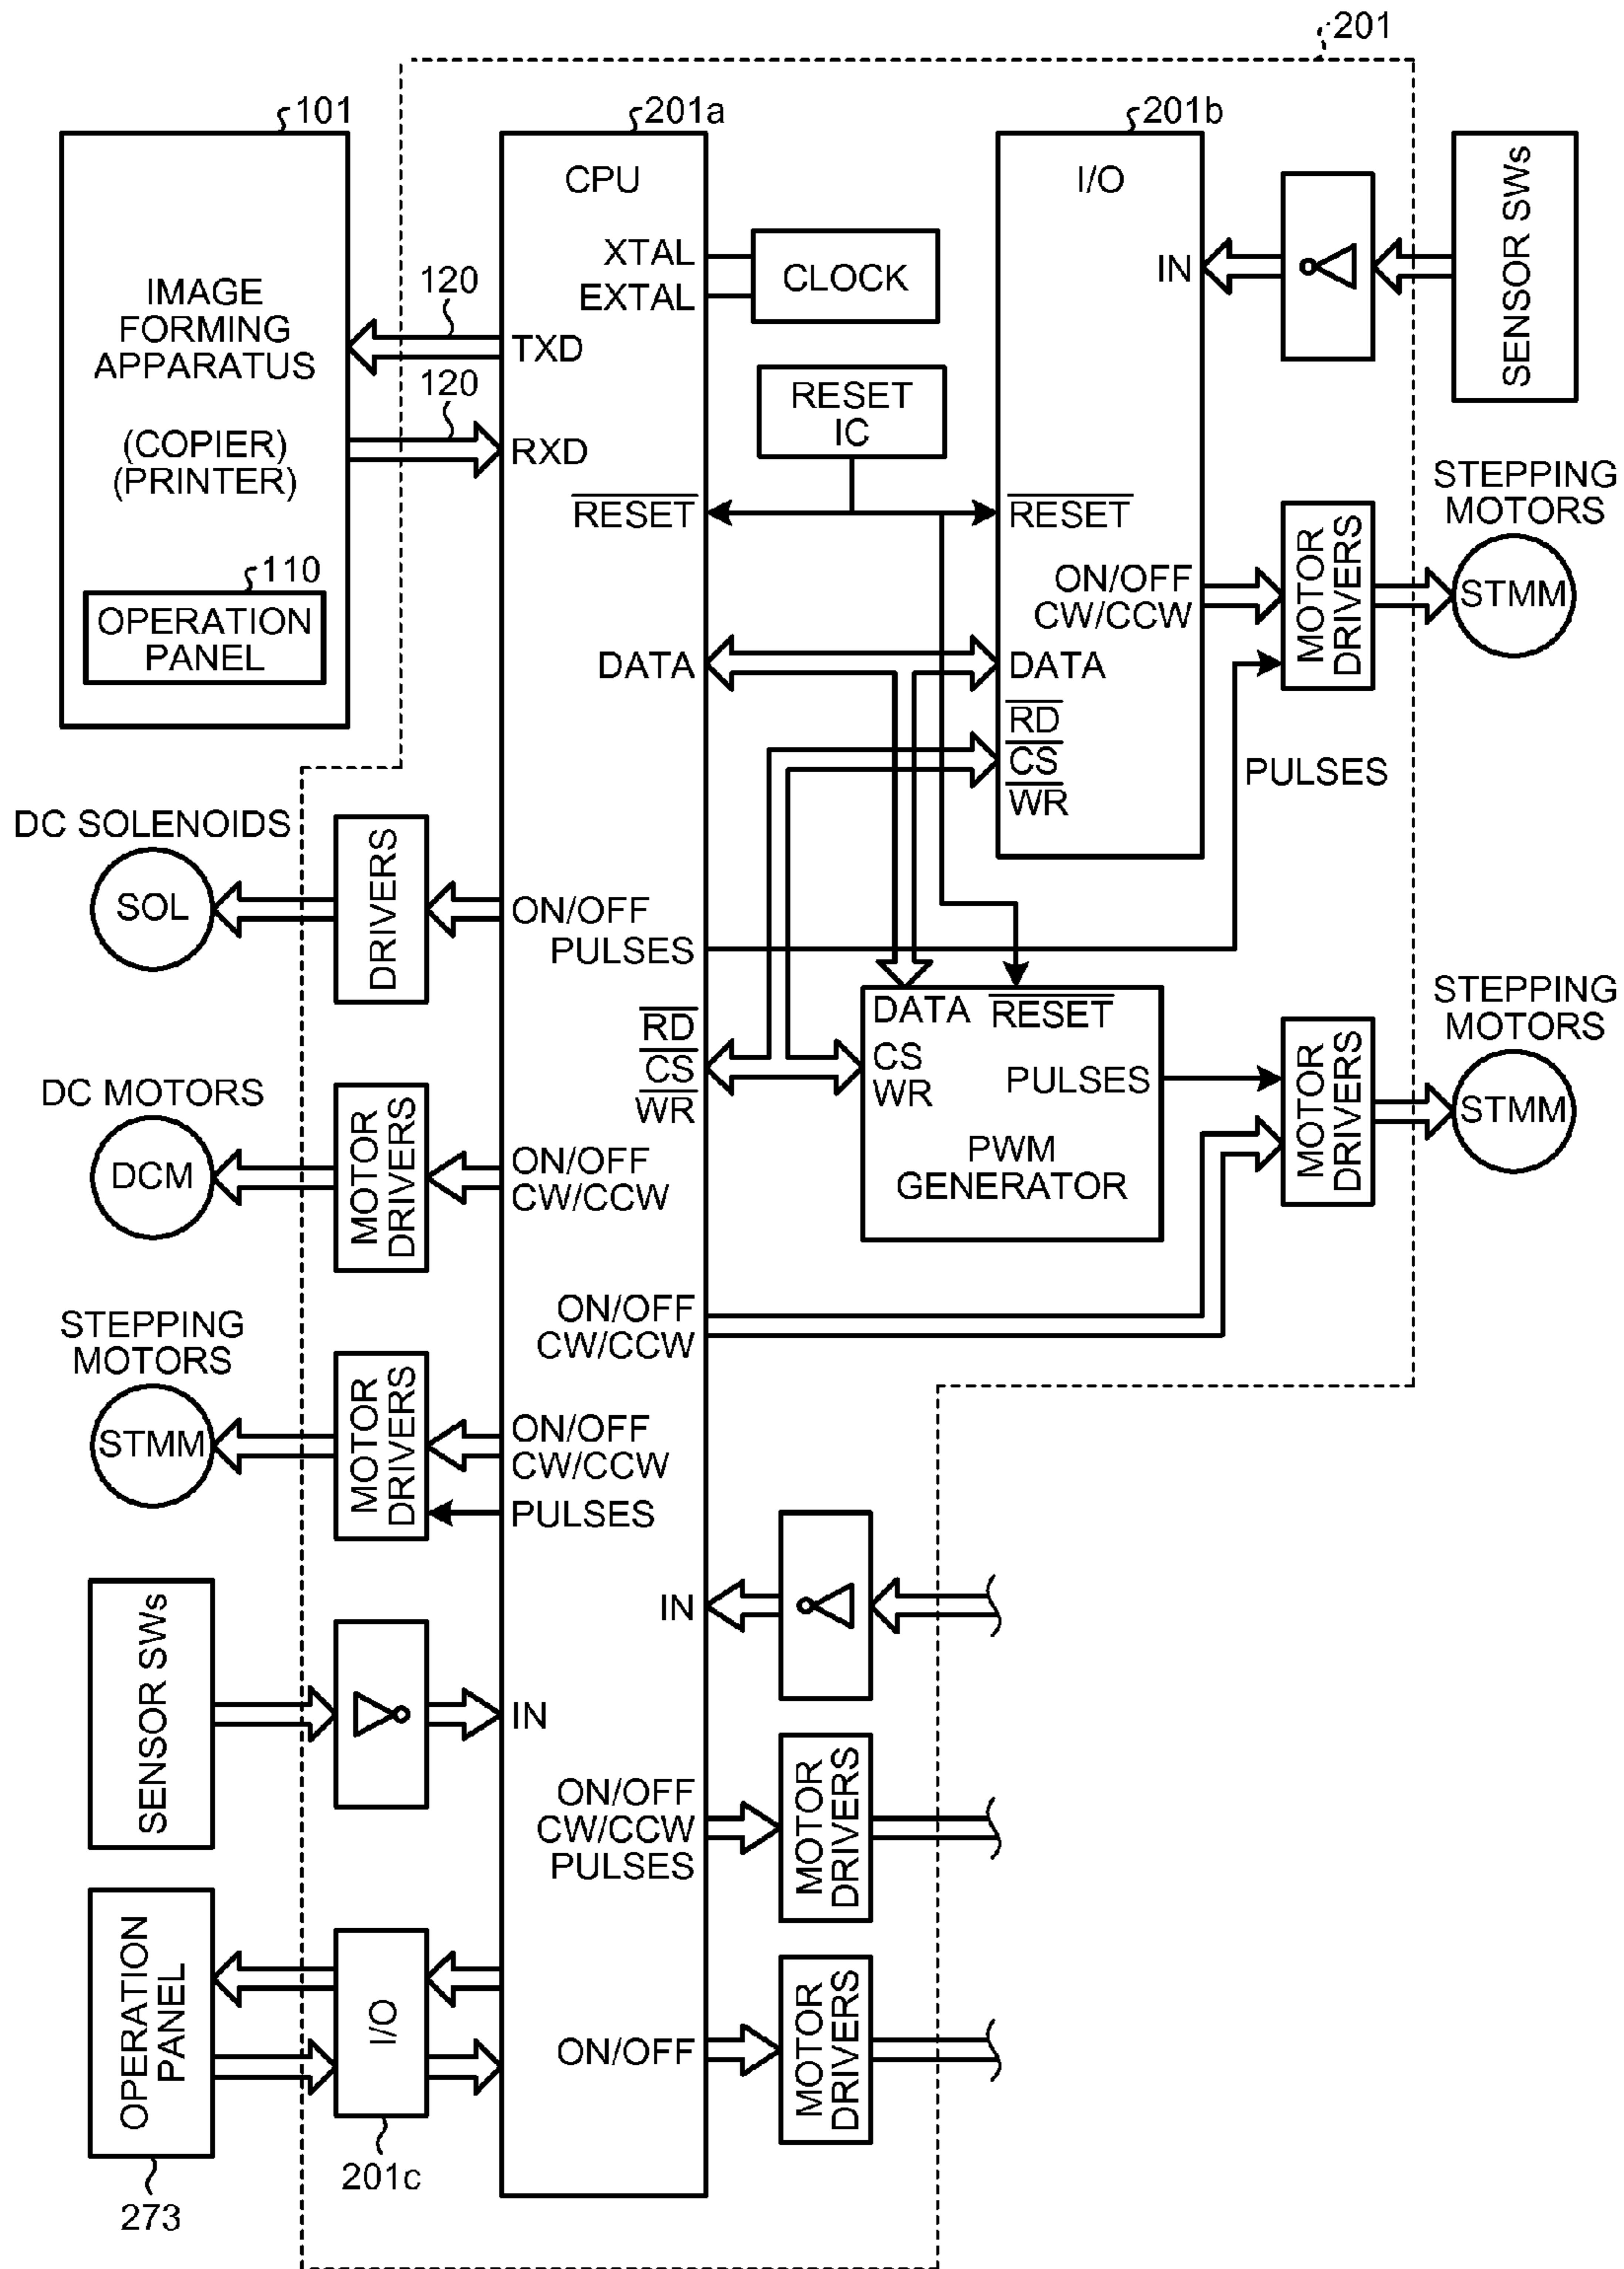 201
101
201a
201b
CPU
I/O
SENSOR SWs
XTAL
EXTAL
CLOCK
IN
IMAGE
FORMING
APPARATUS
(COPIER)
(PRINTER)
120
TXD
120
RXD
RESET
IC
RESET
RESET
STEPPING
MOTORS
110
OPERATION
PANEL
ON/OFF
CW/CCW
MOTOR
DRIVERS
STMM
DATA
DATA
RD
CS
WR
PULSES
DC SOLENOIDS
SOL
DRIVERS
ON/OFF
PULSES
STEPPING
MOTORS
DATA RESET
CS
WR
PULSES
PWM
GENERATOR
RD
CS
WR
MOTOR
DRIVERS
STMM
DC MOTORS
DCM
MOTOR
DRIVERS
ON/OFF
CW/CCW
ON/OFF
CW/CCW
STEPPING
MOTORS
STMM
MOTOR
DRIVERS
ON/OFF
CW/CCW
PULSES
IN
SENSOR SWs
IN
ON/OFF
CW/CCW
PULSES
MOTOR
DRIVERS
OPERATION
PANEL
I/O
ON/OFF
MOTOR
DRIVERS
201c
273